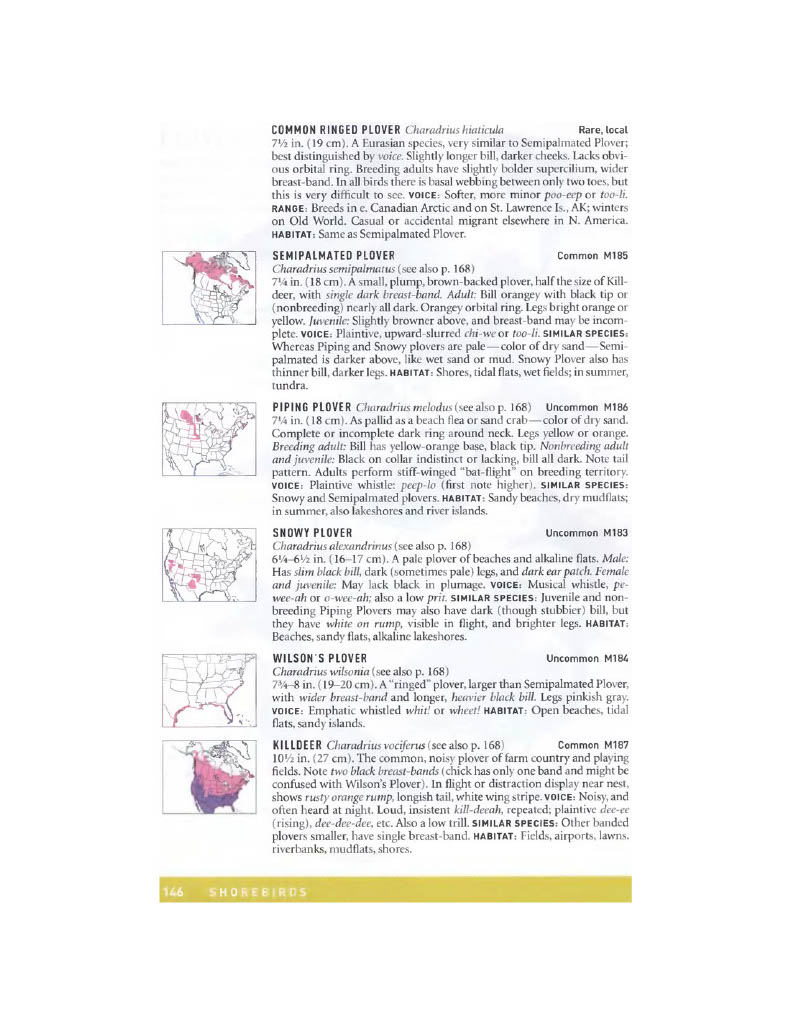 COMMON RINGED PLOVER Charadrius hiaticula Rare, local
7½ in. (19 cm). A Eurasian species, very similar to Semipalmated Plover;
best distinguished by voice. Slightly longer bill, darker cheeks. Lacks obvi-
ous orbital ring. Breeding adults have slightly bolder supercilium, wider
breast-band. In all birds there is basal webbing between only two toes, but
this is very difficult to see. VOICE: Softer, more minor poo-eep or too-li.
RANGE: Breeds in e. Canadian Arctic and on St. Lawrence Is., AK; winters
on Old World. Casual or accidental migrant elsewhere in N. America.
HABITAT: Same as Semipalmated Plover.
SEMIPALMATED PLOVER Common M185
Charadrius semipalmatus (see also p. 168)
7¼ in. (18 cm). A small, plump, brown-backed plover, half the size of Kill-
deer, with single dark breast-band. Adult: Bill orangey with black tip or
(nonbreeding) nearly all dark. Orangey orbital ring. Legs bright orange or
yellow. Juvenile: Slightly browner above, and breast-band may be incom-
plete. VOICE: Plaintive, upward-slurred chi-we or too-li. SIMILAR SPECIES:
Whereas Piping and Snowy plovers are pale — color of dry sand — Semi-
palmated is darker above, like wet sand or mud. Snowy Plover also has
thinner bill, darker legs. HABITAT: Shores, tidal flats, wet fields; in summer,
tundra.
PIPING PLOVER Charadrius melodus (see also p. 168) Uncommon M186
7¼ in. (18 cm). As pallid as a beach flea or sand crab — color of dry sand.
Complete or incomplete dark ring around neck. Legs yellow or orange.
Breeding adult: Bill has yellow-orange base, black tip. Nonbreeding adult
and juvenile: Black on collar indistinct or lacking, bill all dark. Note tail
pattern. Adults perform stiff-winged "bat-flight" on breeding territory.
VOICE: Plaintive whistle: peep-lo (first note higher). SIMILAR SPECIES:
Snowy and Semipalmated plovers. HABITAT: Sandy beaches, dry mudflats;
in summer, also lakeshores and river islands.
SNOWY PLOVER Uncommon M183
Charadrius alexandrinus (see also p. 168)
6¼–6½ in. (16–17 cm). A pale plover of beaches and alkaline flats. Male:
Has slim black bill, dark (sometimes pale) legs, and dark ear patch. Female
and juvenile: May lack black in plumage. VOICE: Musical whistle, pe-
wee-ah or o-wee-ah; also a low prit. SIMILAR SPECIES: Juvenile and non-
breeding Piping Plovers may also have dark (though stubbier) bill, but
they have white on rump, visible in flight, and brighter legs. HABITAT:
Beaches, sandy flats, alkaline lakeshores.
WILSON'S PLOVER Uncommon M184
Charadrius wilsonia (see also p. 168)
7¾–8 in. (19–20 cm). A "ringed" plover, larger than Semipalmated Plover,
with wider breast-band and longer, heavier black bill. Legs pinkish gray.
VOICE: Emphatic whistled whit! or wheet! HABITAT: Open beaches, tidal
flats, sandy islands.
KILLDEER Charadrius vociferus (see also p. 168) Common M187
10½ in. (27 cm). The common, noisy plover of farm country and playing
fields. Note two black breast-bands (chick has only one band and might be
confused with Wilson's Plover). In flight or distraction display near nest,
shows rusty orange rump, longish tail, white wing stripe. VOICE: Noisy, and
often heard at night. Loud, insistent kill-deeah, repeated; plaintive dee-ee
(rising), dee-dee-dee, etc. Also a low trill. SIMILAR SPECIES: Other banded
plovers smaller, have single breast-band. HABITAT: Fields, airports, lawns,
riverbanks, mudflats, shores.
146 SHOREBIRDS